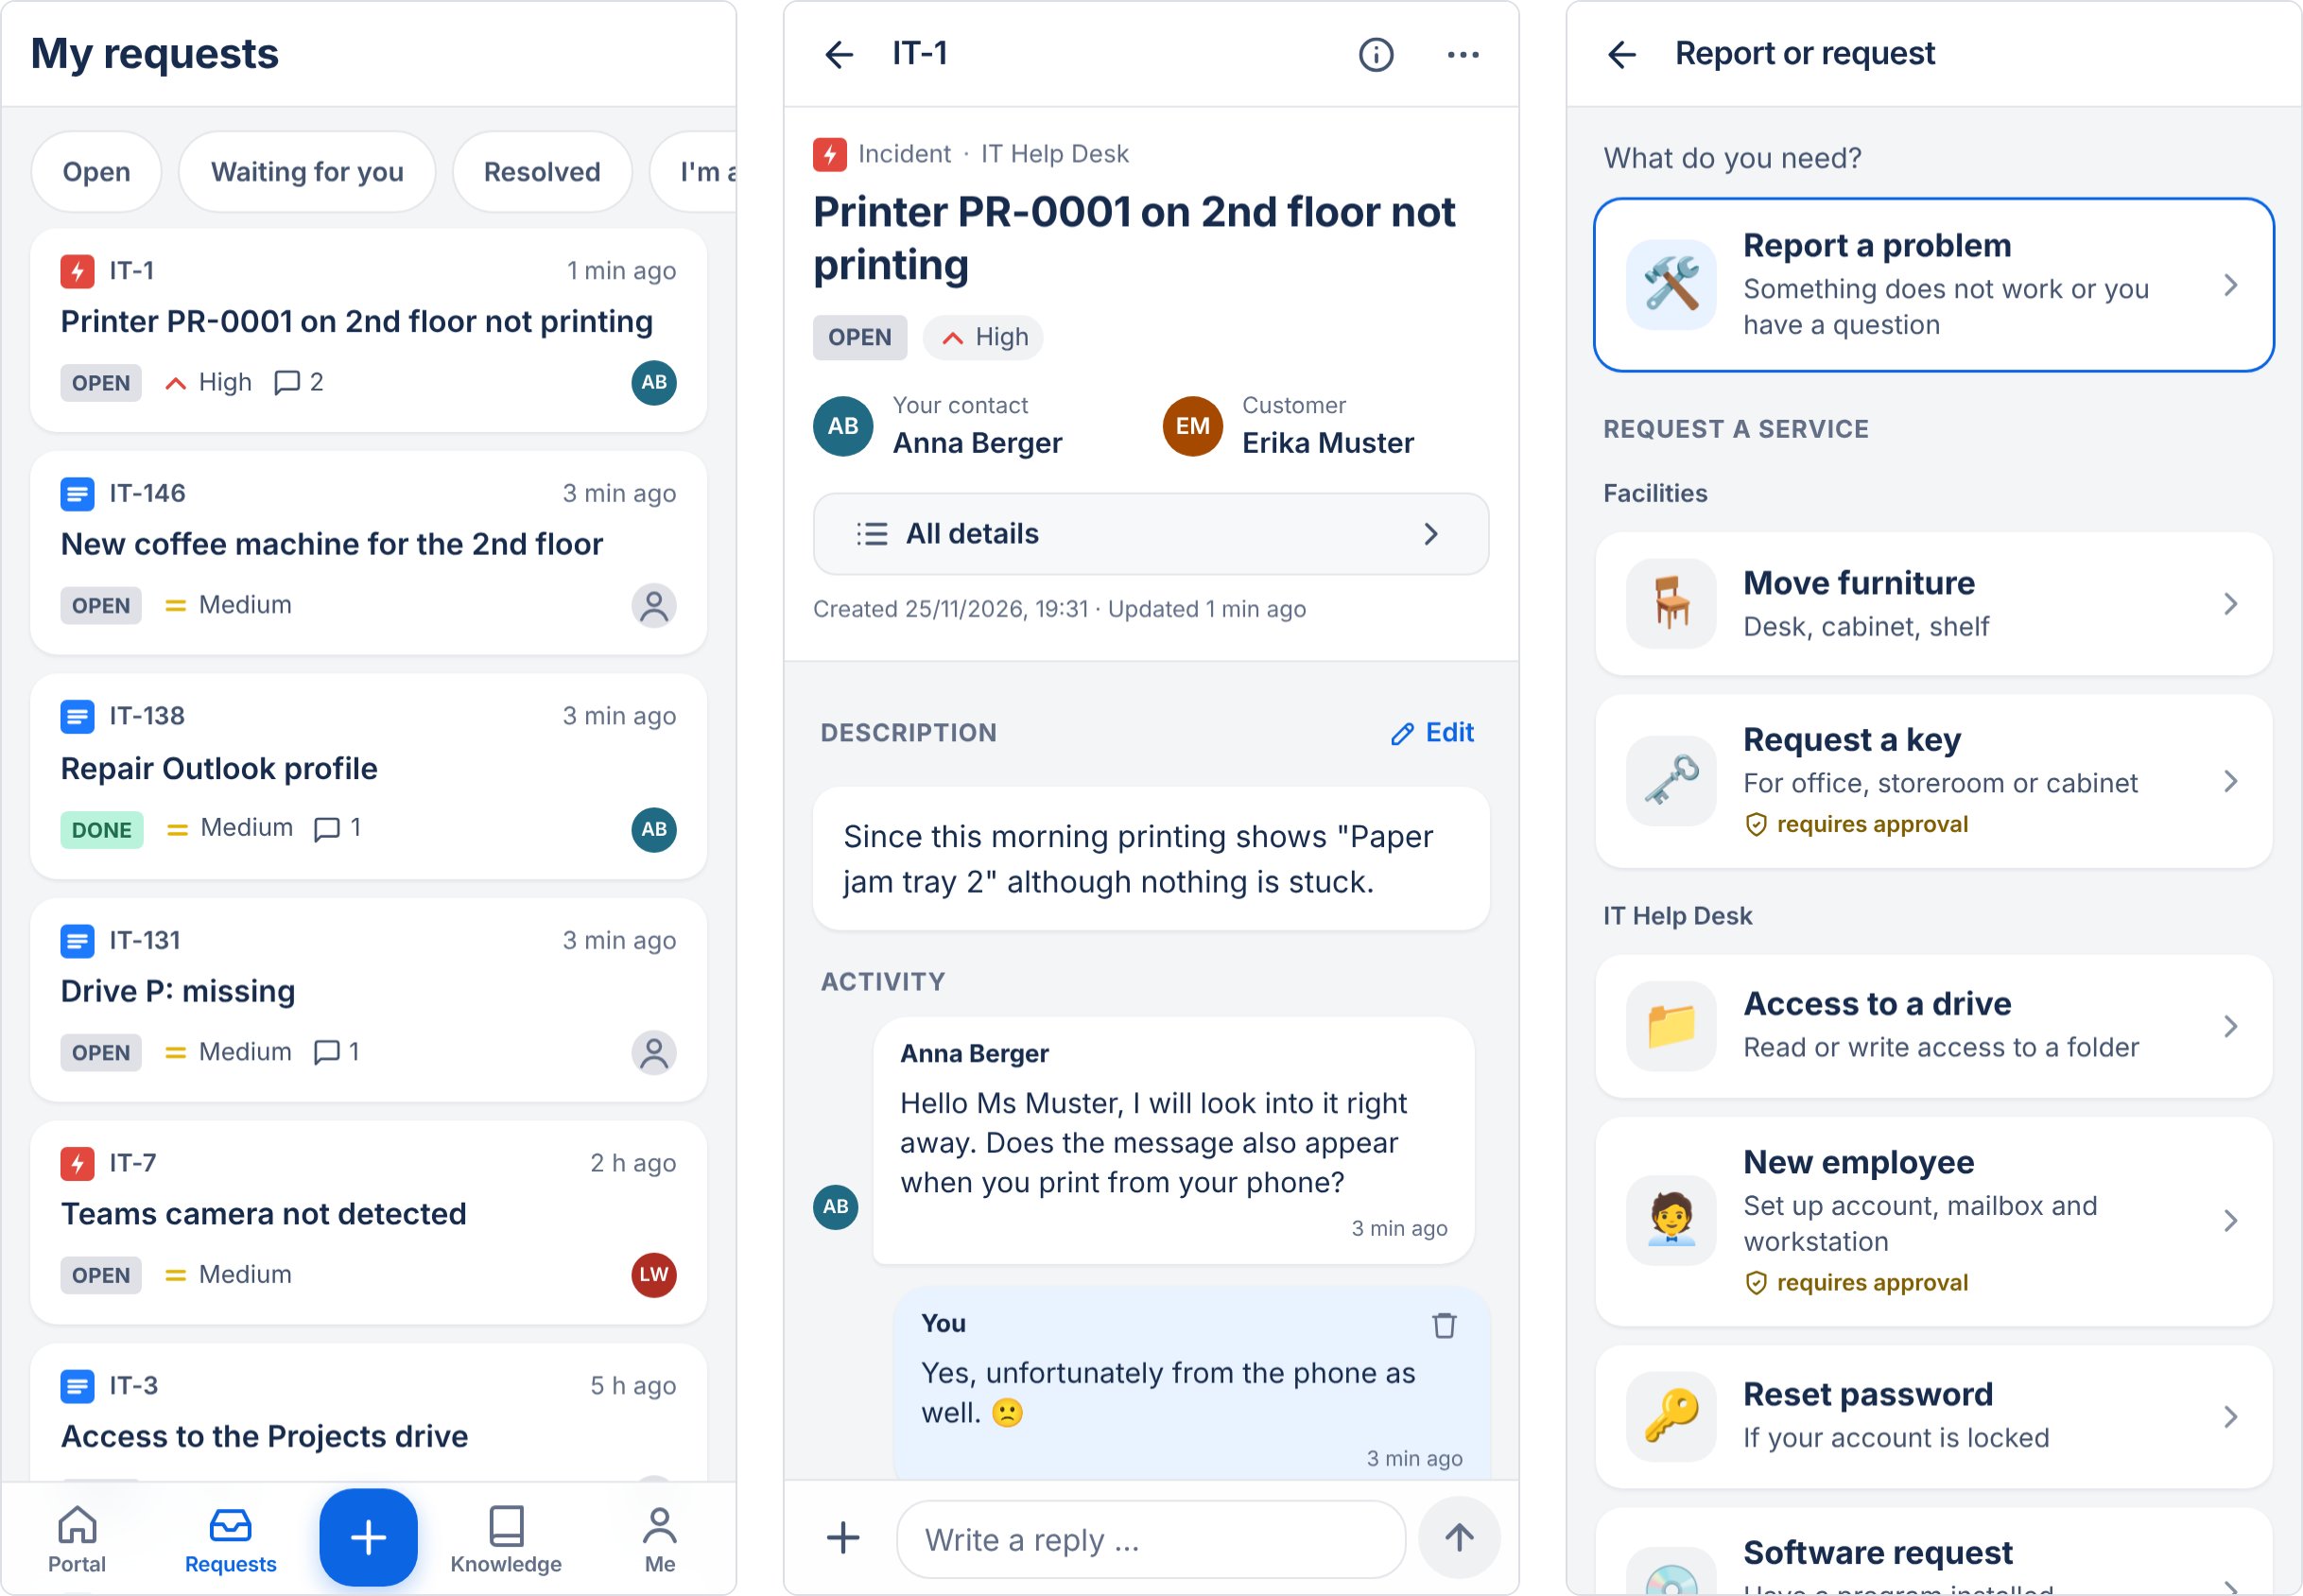 My requests
Open
Waiting for you
Resolved
I'm
IT-1
1 min ago
Printer PR-0001 on 2nd floor not printing
OPEN
High
2
AB
IT-146
3 min ago
New coffee machine for the 2nd floor
OPEN
Medium
IT-138
3 min ago
Repair Outlook profile
DONE
Medium
1
AB
IT-131
3 min ago
Drive P: missing
OPEN
Medium
1
IT-7
2 h ago
Teams camera not detected
OPEN
Medium
LW
IT-3
5 h ago
Access to the Projects drive
Portal
Requests
Knowledge
Me
IT-1
Incident · IT Help Desk
Printer PR-0001 on 2nd floor not
printing
OPEN
High
AB
Your contact
Anna Berger
EM
Customer
Erika Muster
All details
Created 25/11/2026, 19:31 · Updated 1 min ago
DESCRIPTION
Edit
Since this morning printing shows "Paper
jam tray 2" although nothing is stuck.
ACTIVITY
Anna Berger
Hello Ms Muster, I will look into it right
away. Does the message also appear
when you print from your phone?
AB
3 min ago
You
Yes, unfortunately from the phone as
well. 🙁
3 min ago
Write a reply ...
Report or request
What do you need?
Report a problem
Something does not work or you
have a question
REQUEST A SERVICE
Facilities
Move furniture
Desk, cabinet, shelf
Request a key
For office, storeroom or cabinet
requires approval
IT Help Desk
Access to a drive
Read or write access to a folder
New employee
Set up account, mailbox and
workstation
requires approval
Reset password
If your account is locked
Software request
Have a program installed